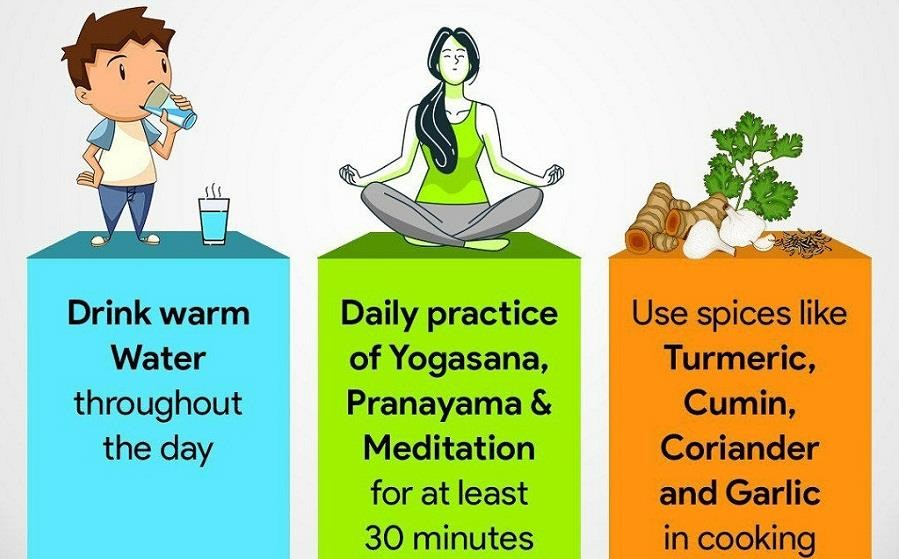 Drink warm
Water
throughout
the day
Daily practice
of Yogasana,
Pranayama &
Meditation
for at least
30 minutes
Use spices like
Turmeric,
Cumin,
Coriander
and Garlic
in cooking